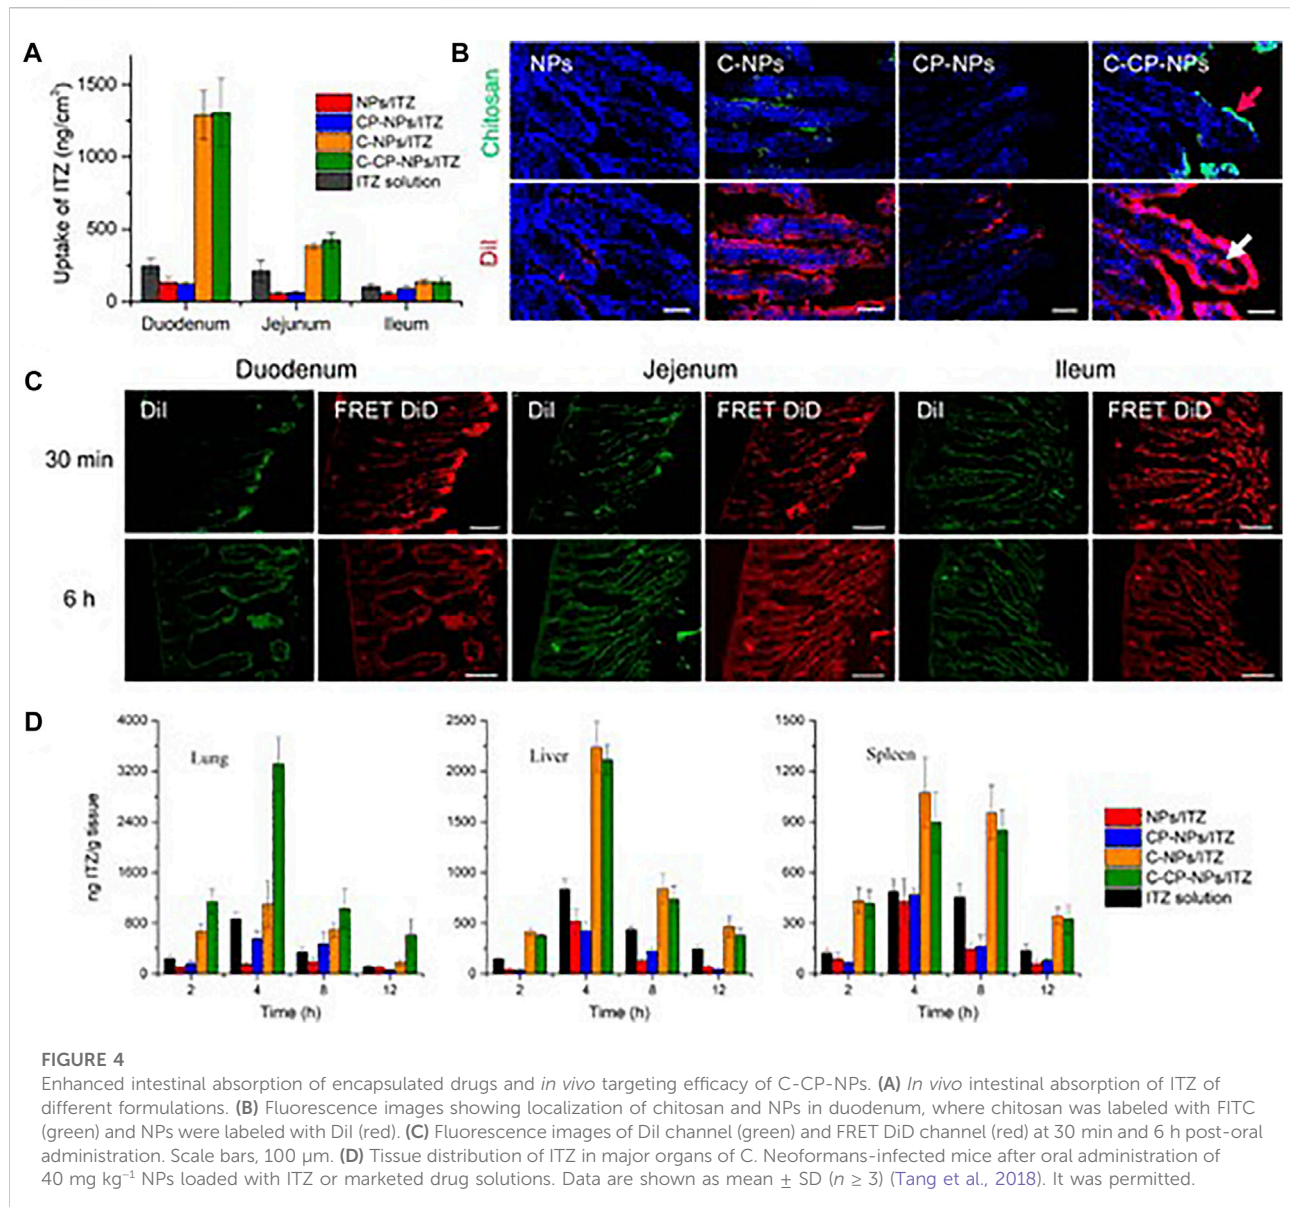 A
Uptake of ITZ (ng/cm²)
1500
1000
500
250
0
NPs/ITZ
CP-NPs/ITZ
C-NPs/ITZ
C-CP-NPs/ITZ
ITZ solution
Duodenum Jejunum Ileum
B
Chitosan
DiI
NPs C-NPs CP-NPs C-CP-NPs
C
Duodenum Jejenum Ileum
DiI FRET DiD DiI FRET DiD DiI FRET DiD
30 min
6 h
D
ng ITZ/g tissue
4000
3200
2400
1600
800
0
Lung
2 4 8 12
Time (h)
2500
2000
1500
1000
500
0
Liver
2 4 8 12
Time (h)
1500
1200
900
600
300
0
Spleen
2 4 8 12
Time (h)
NPs/ITZ
CP-NPs/ITZ
C-NPs/ITZ
C-CP-NPs/ITZ
ITZ solution
FIGURE 4
Enhanced intestinal absorption of encapsulated drugs and in vivo targeting efficacy of C-CP-NPs. (A) In vivo intestinal absorption of ITZ of
different formulations. (B) Fluorescence images showing localization of chitosan and NPs in duodenum, where chitosan was labeled with FITC
(green) and NPs were labeled with DiI (red). (C) Fluorescence images of DiI channel (green) and FRET DiD channel (red) at 30 min and 6 h post-oral
administration. Scale bars, 100 µm. (D) Tissue distribution of ITZ in major organs of C. Neoformans-infected mice after oral administration of
40 mg kg⁻¹ NPs loaded with ITZ or marketed drug solutions. Data are shown as mean ± SD (n ≥ 3) (Tang et al., 2018). It was permitted.